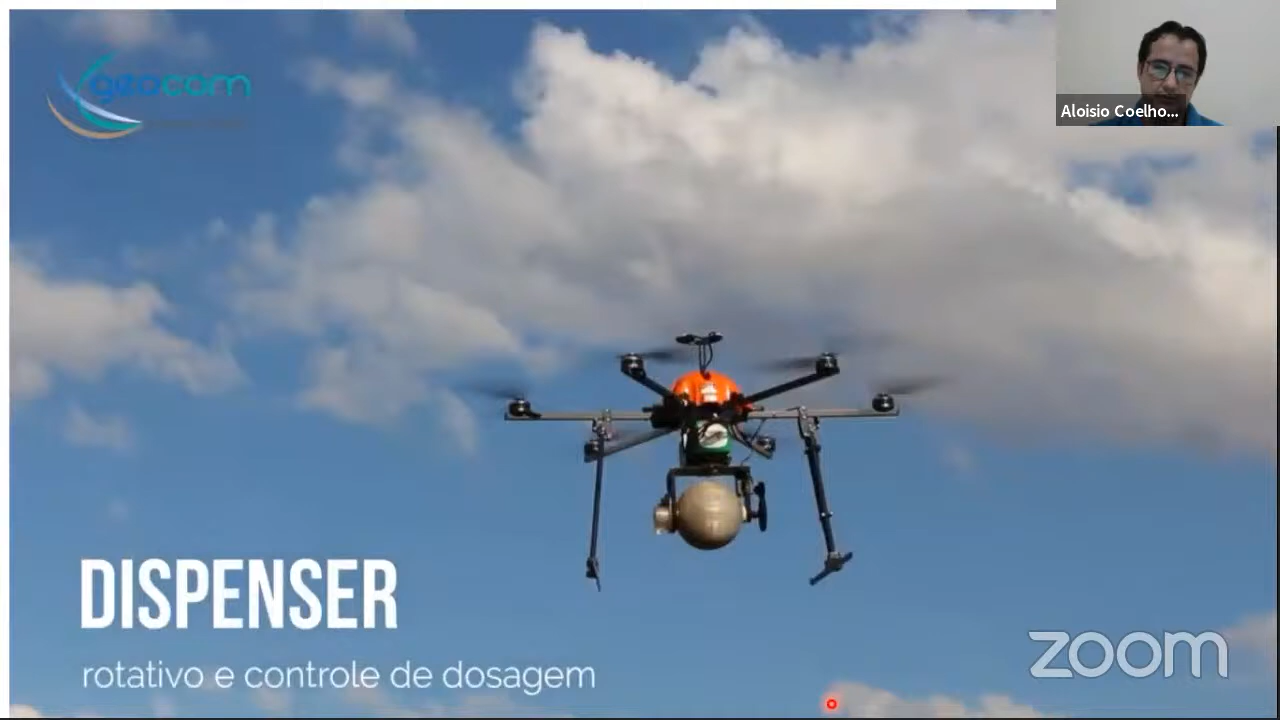 geocom
Aloisio Coelho...
DISPENSER
rotativo e controle de dosagem
zoom